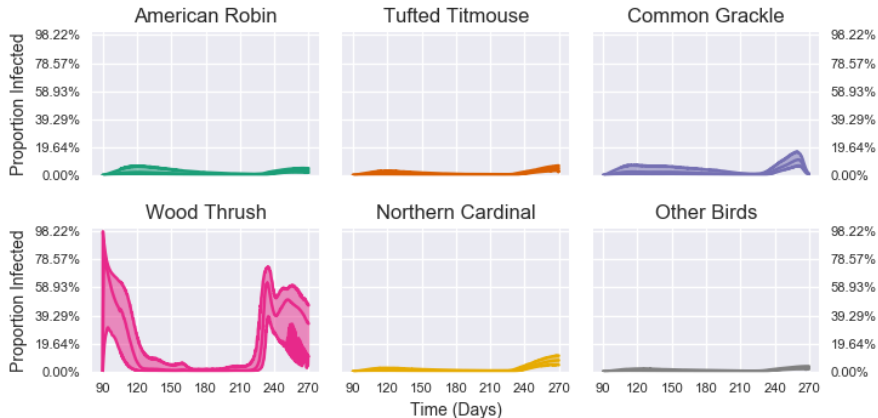 American Robin Tufted Titmouse Common Grackle
98.22% 98.22%
78.57% 78.57%
58.93% 58.93%
39.29% 39.29%
19.64% 19.64%
0.00% 0.00%
Proportion Infected
Wood Thrush Northern Cardinal Other Birds
98.22% 98.22%
78.57% 78.57%
58.93% 58.93%
39.29% 39.29%
19.64% 19.64%
0.00% 0.00%
Proportion Infected
90 120 150 180 210 240 270 90 120 150 180 210 240 270 90 120 150 180 210 240 270
Time (Days)